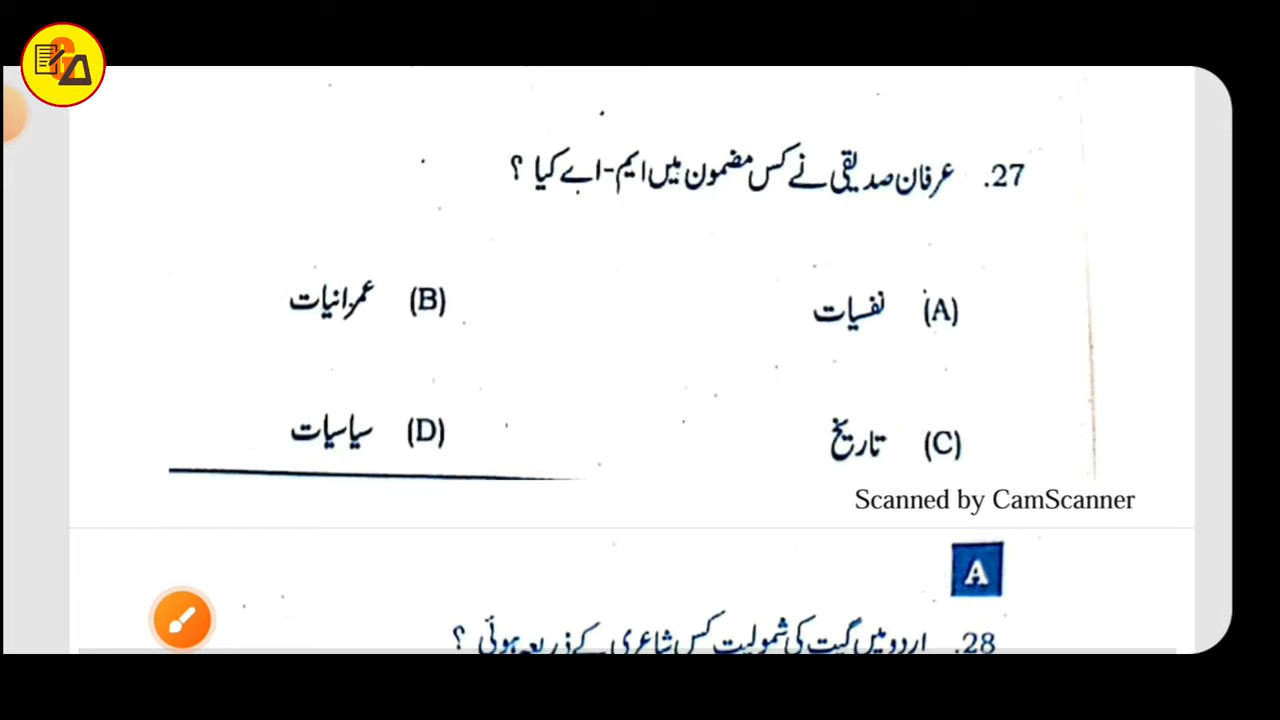 27. عرفان صدیقی نے کس مضمون میں ایم-اے کیا ؟
(A) نفسیات
(B) عمرانیات
(C) تاریخ
(D) سیاسیات
Scanned by CamScanner
A
28. اردو میں گیت کی شمولیت کس شاعری کے ذریعہ ہوئی ؟